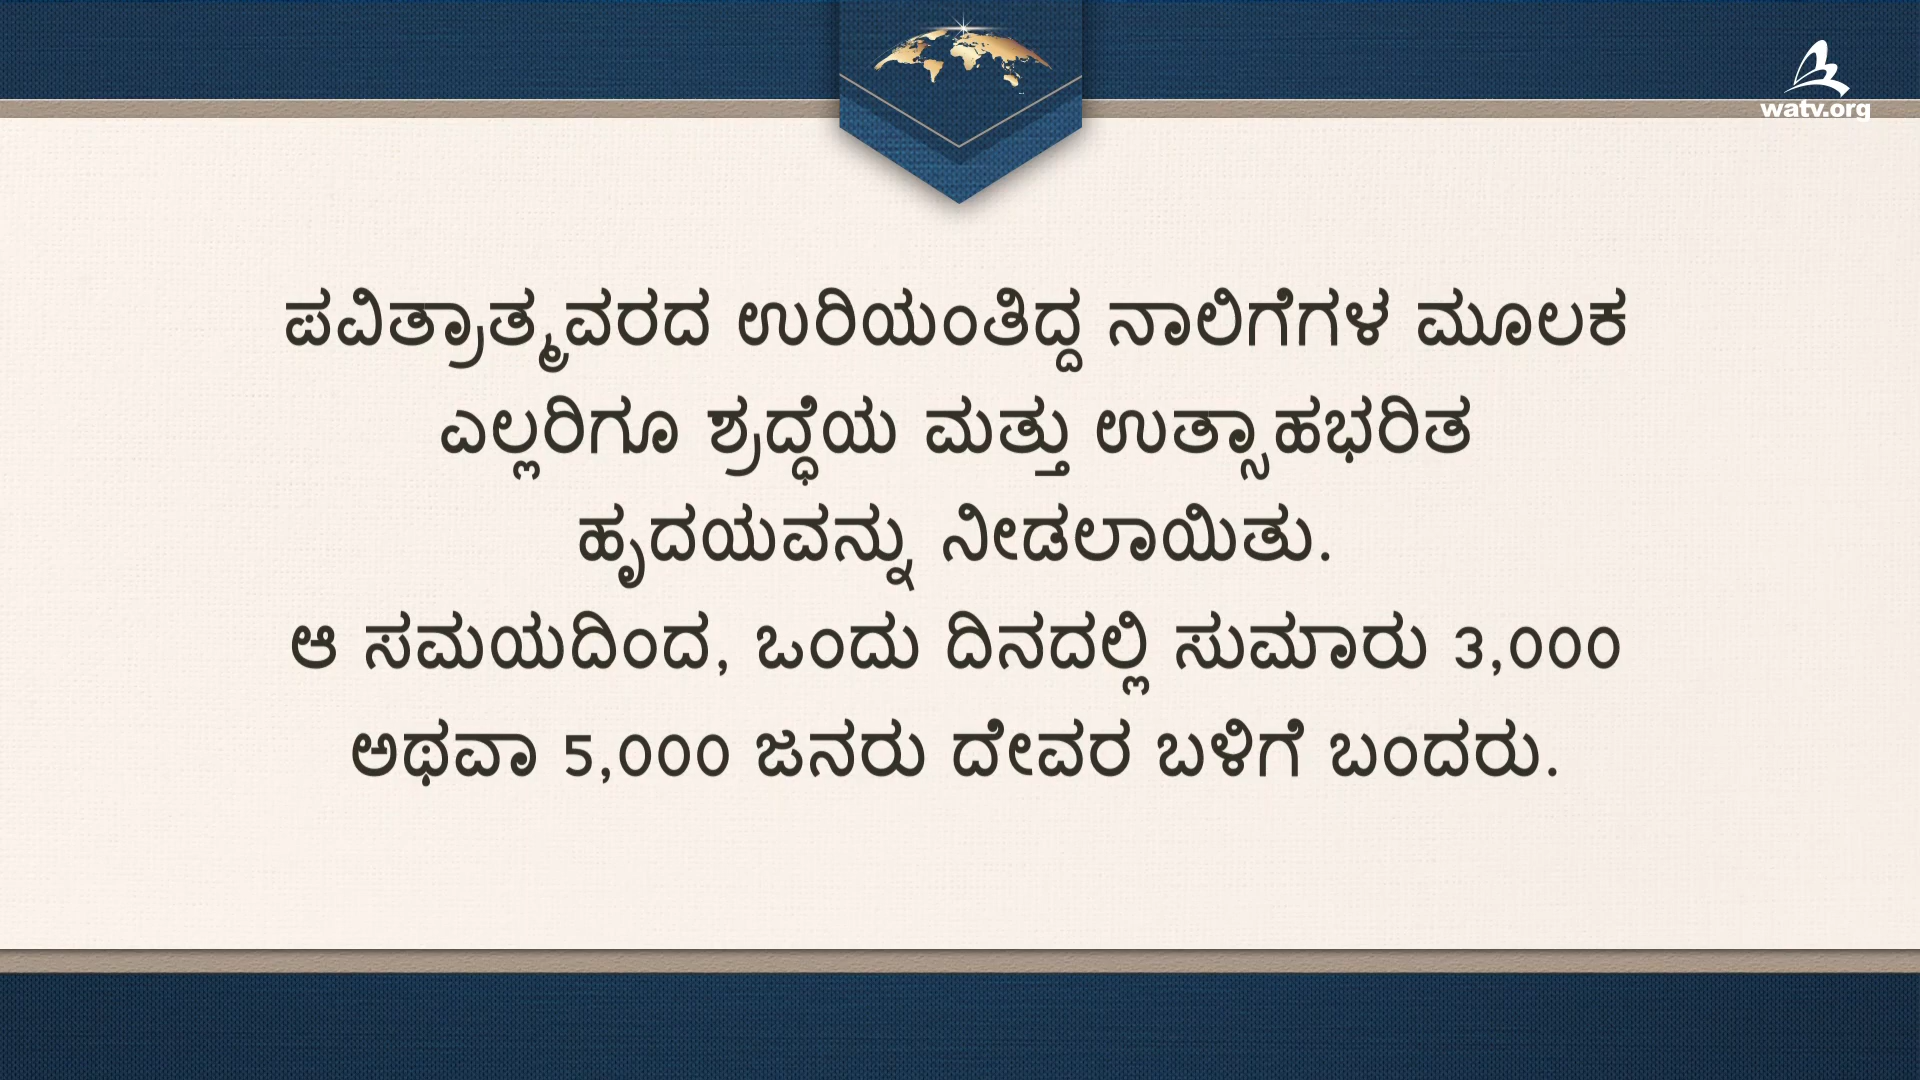 watv.org
ಪವಿತ್ರಾತ್ಮವರದ ಉರಿಯಂತಿದ್ದ ನಾಲಿಗೆಗಳ ಮೂಲಕ
ಎಲ್ಲರಿಗೂ ಶ್ರದ್ಧೆಯ ಮತ್ತು ಉತ್ಸಾಹಭರಿತ
ಹೃದಯವನ್ನು ನೀಡಲಾಯಿತು.
ಆ ಸಮಯದಿಂದ, ಒಂದು ದಿನದಲ್ಲಿ ಸುಮಾರು 3,000
ಅಥವಾ 5,000 ಜನರು ದೇವರ ಬಳಿಗೆ ಬಂದರು.